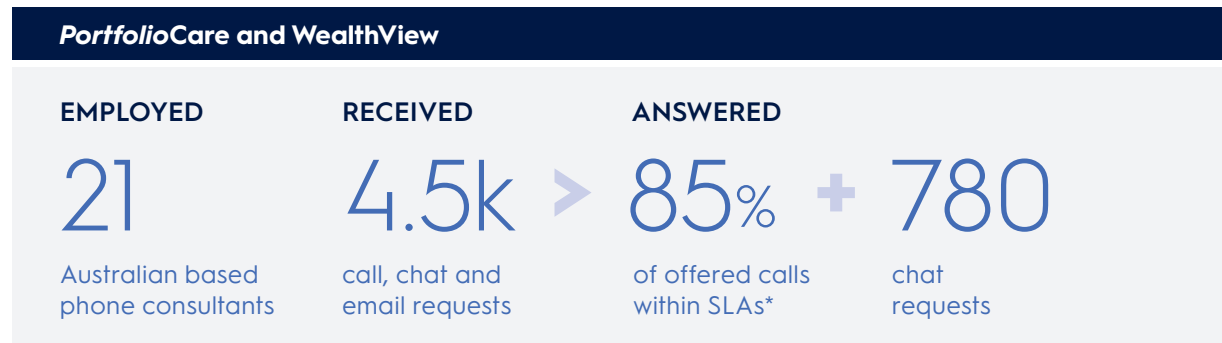 PortfolioCare and WealthView
EMPLOYED
21
Australian based
phone consultants
RECEIVED
4.5k
call, chat and
email requests
>
ANSWERED
85%
of offered calls
within SLAs*
+
780
chat
requests